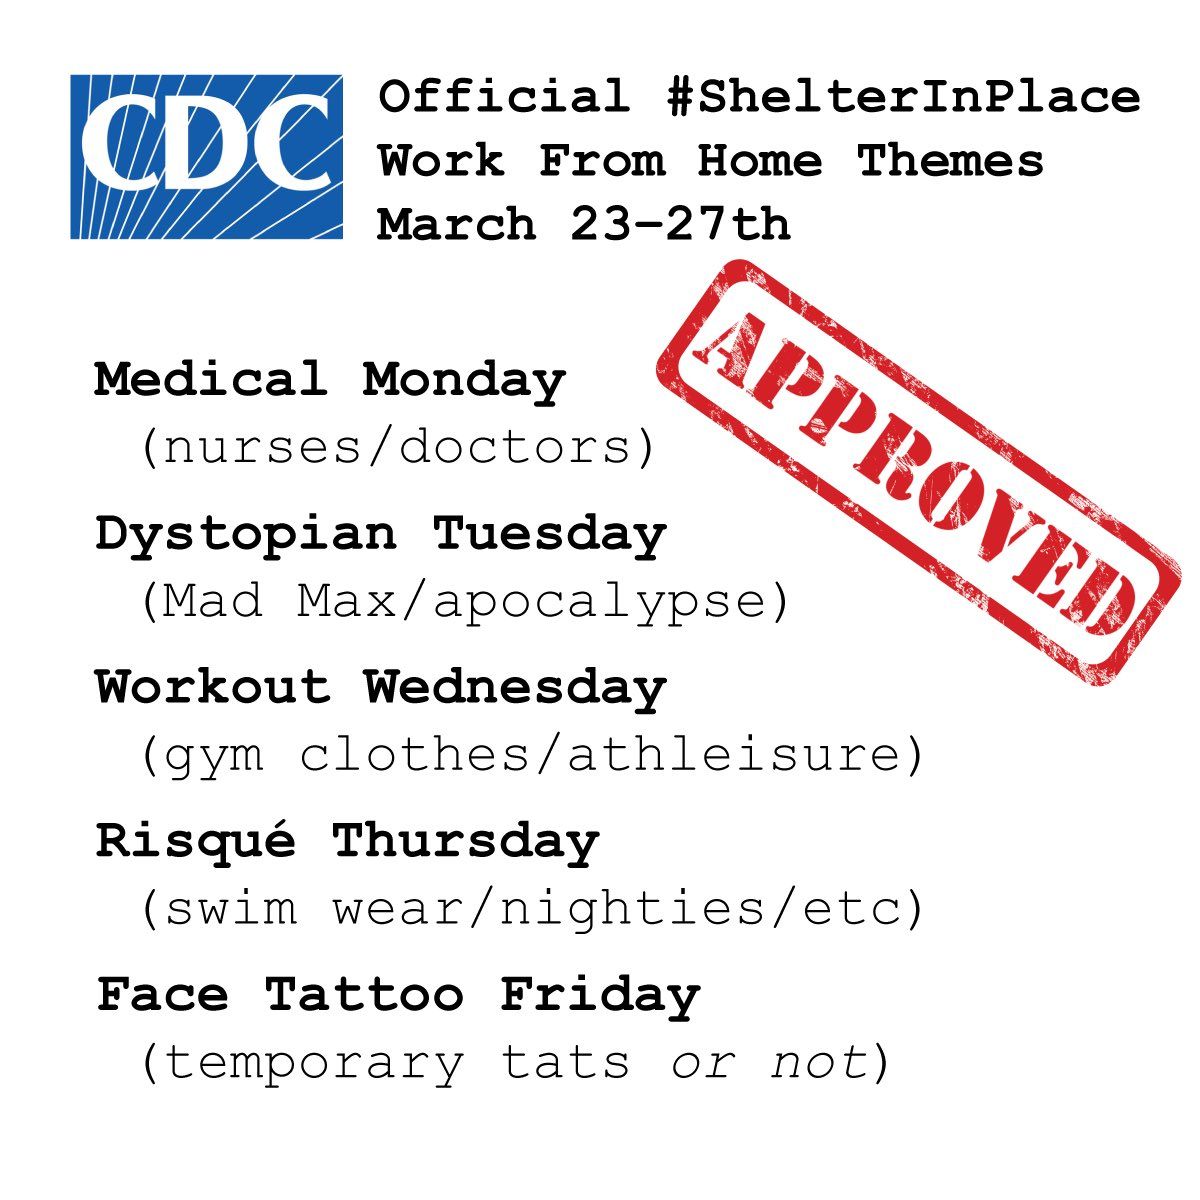 CDC
Official #ShelterInPlace
Work From Home Themes
March 23-27th
APPROVED
Medical Monday
(nurses/doctors)
Dystopian Tuesday
(Mad Max/apocalypse)
Workout Wednesday
(gym clothes/athleisure)
Risqué Thursday
(swim wear/nighties/etc)
Face Tattoo Friday
(temporary tats or not)